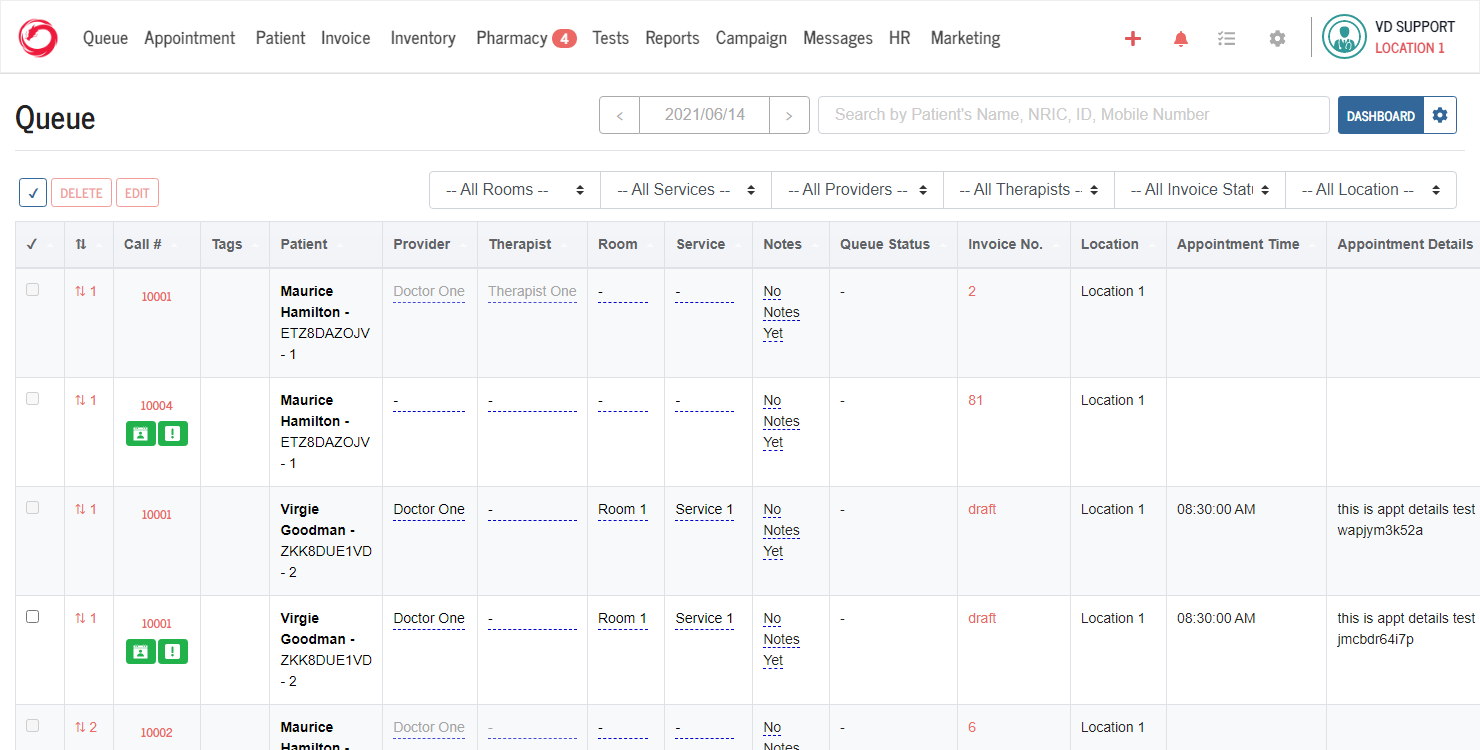 Queue Appointment Patient Invoice Inventory Pharmacy 4 Tests Reports Campaign Messages HR Marketing
VD SUPPORT
LOCATION 1
Queue
< 2021/06/14 > Search by Patient's Name, NRIC, ID, Mobile Number DASHBOARD
✓ DELETE EDIT -- All Rooms -- -- All Services -- -- All Providers -- -- All Therapists - -- All Invoice Statu -- All Location --
✓ ⇅ Call # Tags Patient Provider Therapist Room Service Notes Queue Status Invoice No. Location Appointment Time Appointment Details
⇅ 1 10001 Maurice Doctor One Therapist One - - No - 2 Location 1
Hamilton - Notes
ETZ8DAZOJV Yet
- 1
⇅ 1 10004 Maurice - - - - No - 81 Location 1
Hamilton - Notes
ETZ8DAZOJV Yet
- 1
⇅ 1 10001 Virgie Doctor One - Room 1 Service 1 No - draft Location 1 08:30:00 AM this is appt details test
Goodman - Notes wapjym3k52a
ZKK8DUE1VD Yet
- 2
⇅ 1 10001 Virgie Doctor One - Room 1 Service 1 No - draft Location 1 08:30:00 AM this is appt details test
Goodman - Notes jmcbdr64i7p
ZKK8DUE1VD Yet
- 2
⇅ 2 10002 Maurice Doctor One - - - No - 6 Location 1
Hamilton - Notes